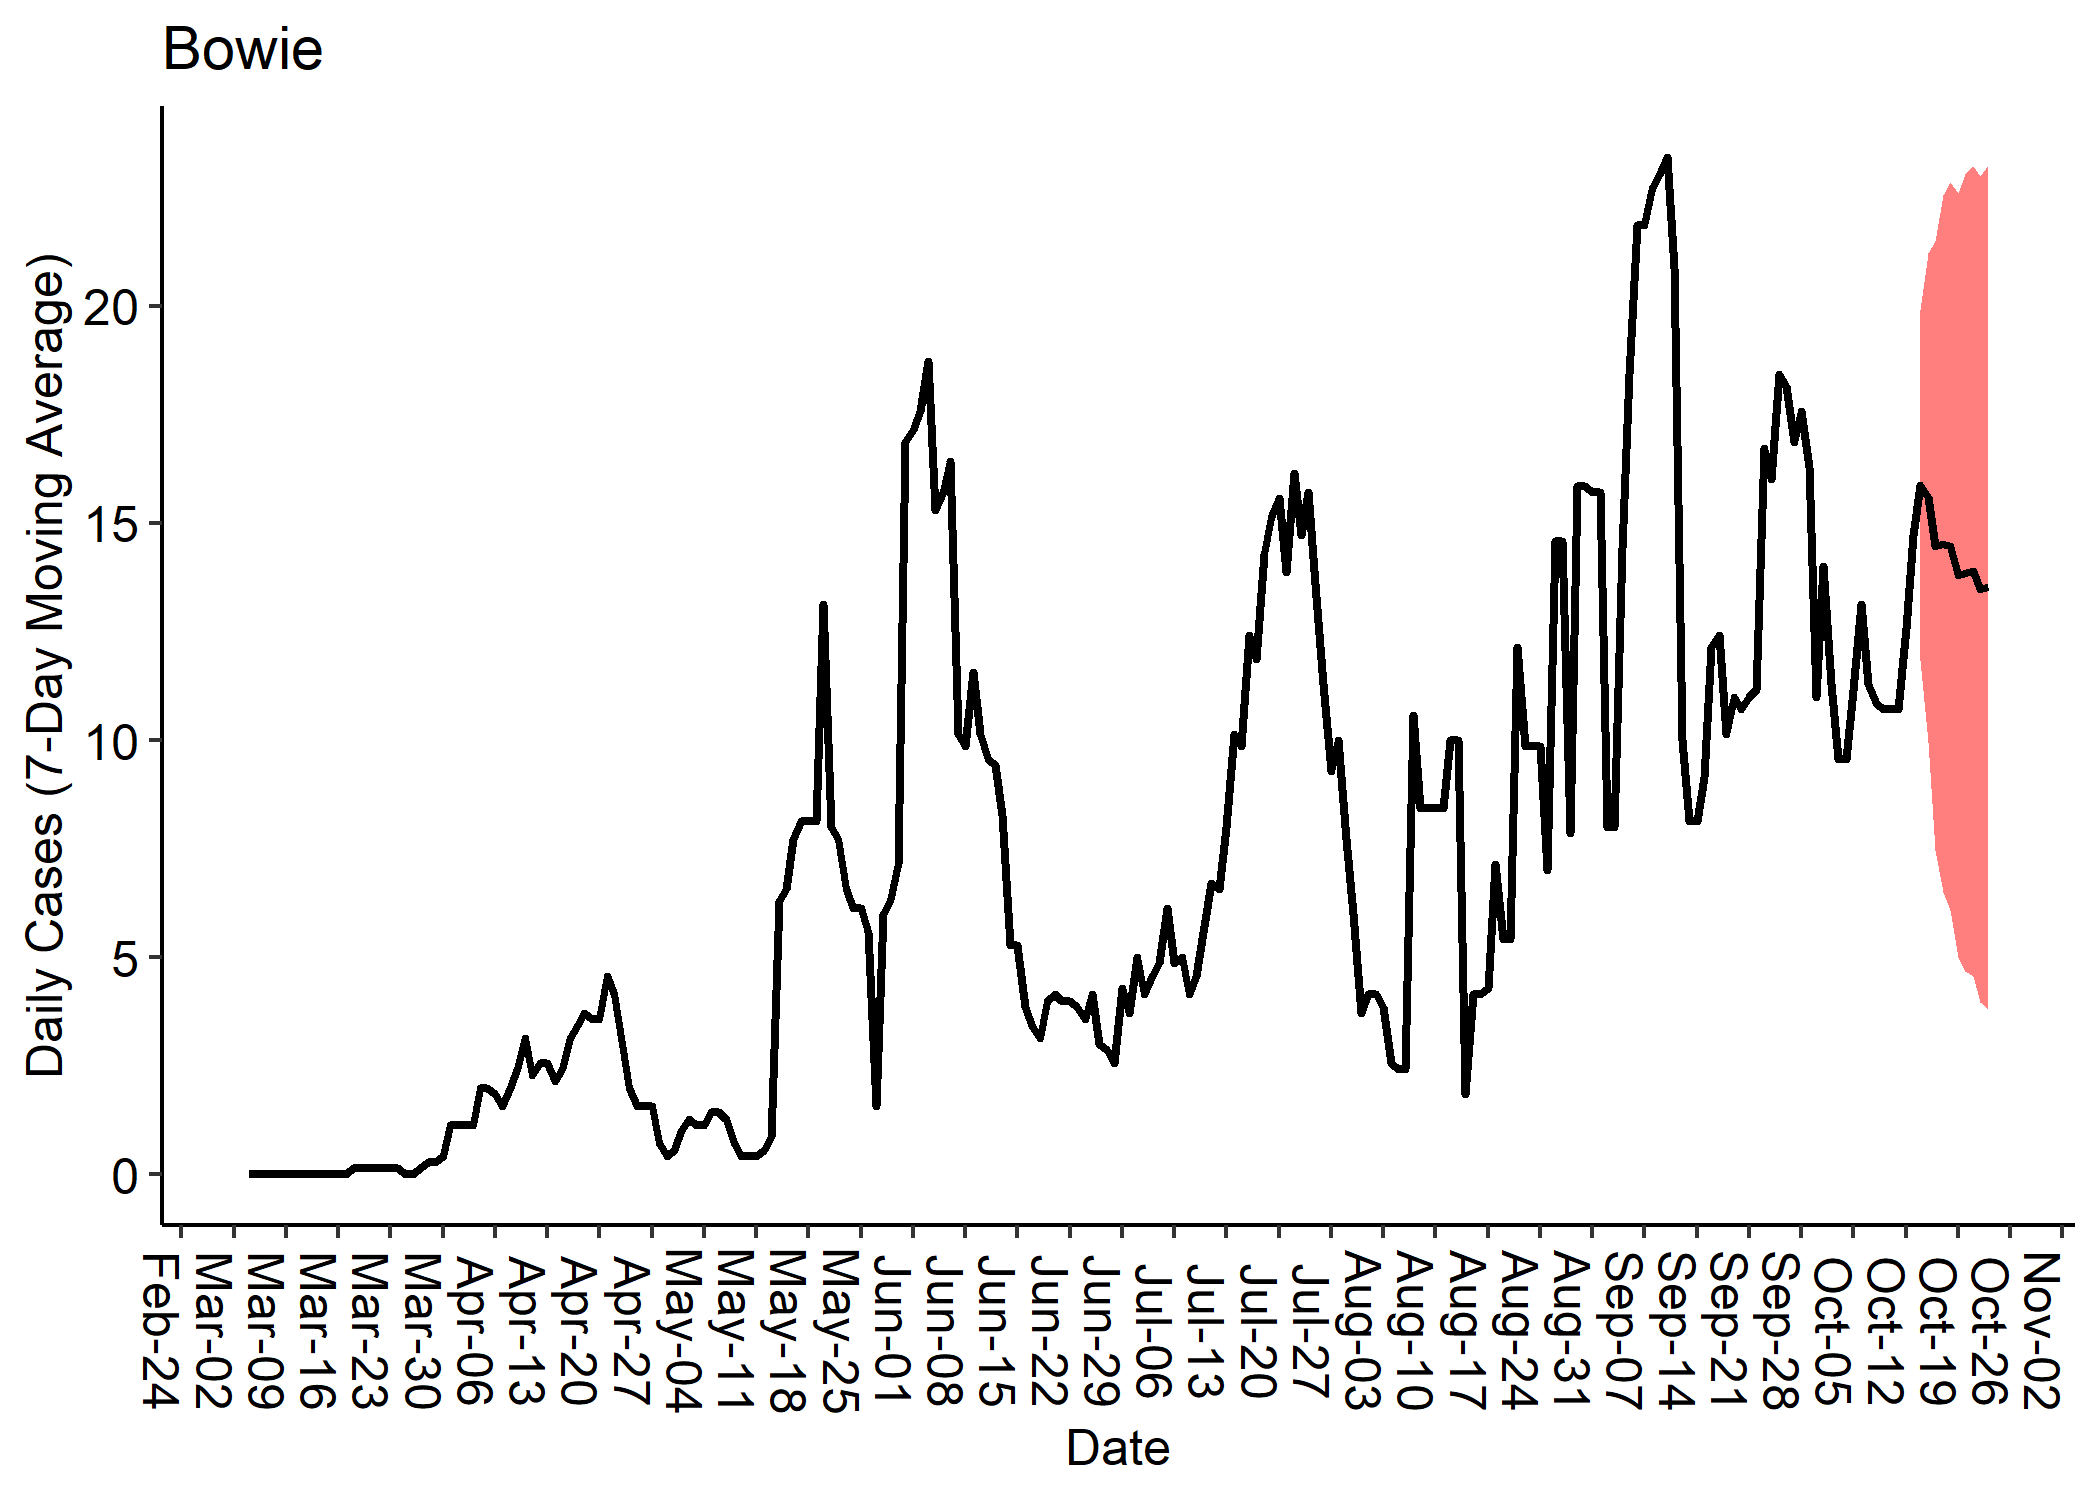 Bowie
Daily Cases (7-Day Moving Average)
20
15
10
5
0
Feb-24
Mar-02
Mar-09
Mar-16
Mar-23
Mar-30
Apr-06
Apr-13
Apr-20
Apr-27
May-04
May-11
May-18
May-25
Jun-01
Jun-08
Jun-15
Jun-22
Jun-29
Jul-06
Jul-13
Jul-20
Jul-27
Aug-03
Aug-10
Aug-17
Aug-24
Aug-31
Sep-07
Sep-14
Sep-21
Sep-28
Oct-05
Oct-12
Oct-19
Oct-26
Nov-02
Date